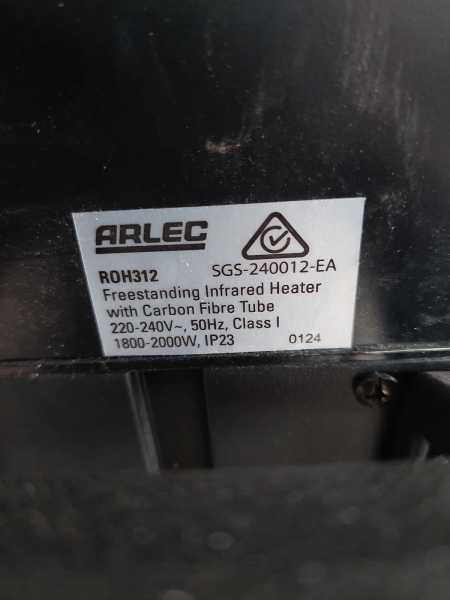 ARLEC
ROH312 SGS-240012-EA
Freestanding Infrared Heater
with Carbon Fibre Tube
220-240V~, 50Hz, Class I
1800-2000W, IP23 0124